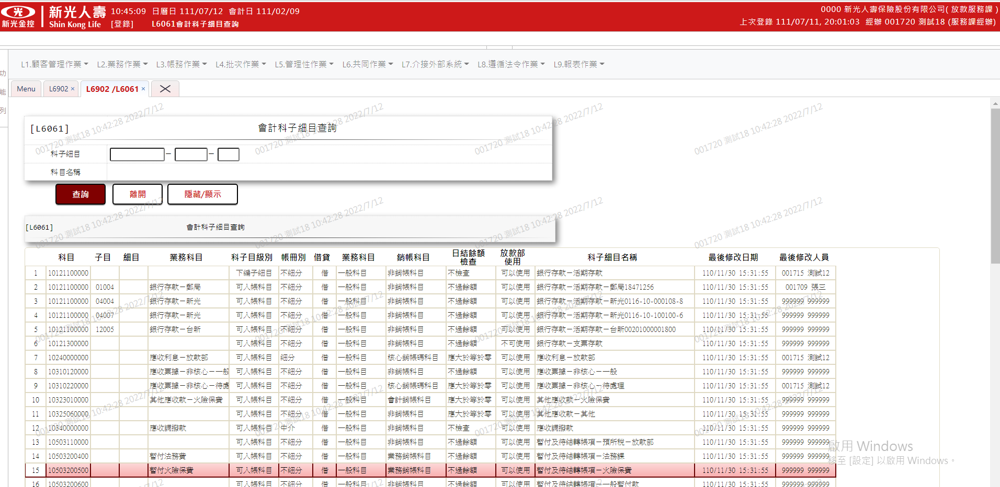 新光金控 新光人壽 Shin Kong Life
10:45:09 日曆日 111/07/12 會計日 111/02/09
[登錄] L6061會計科子細目查詢
0000 新光人壽保險股份有限公司( 放款服務課 )
上次登錄 111/07/11, 20:01:03 經辦 001720 測試18 (服務課經辦)
功
能
列
L1.顧客管理作業 L2.業務作業 L3.帳務作業 L4.批次作業 L5.管理性作業 L6.共同作業 L7.介接外部系統 L8.遵循法令作業 L9.報表作業
Menu L6902 × L6902 /L6061 ×
[L6061] 會計科子細目查詢
科子細目 – –
科目名稱
查詢 離開 隱藏/顯示
[L6061] 會計科子細目查詢
科目 子目 細目 業務科目 科子目級別 帳冊別 借貸 業務科目 銷帳科目 日結餘額檢查 放款部使用 科子細目名稱 最後修改日期 最後修改人員
1 10121100000 下編子細目 不細分 借 一般科目 非銷帳科目 不檢查 可以使用 銀行存款－活期存款 110/11/30 15:31:55 001715 測試12
2 10121100000 01004 銀行存款－郵局 可入帳科目 不細分 借 一般科目 非銷帳科目 不過餘額 可以使用 銀行存款－活期存款－郵局18471256 110/11/30 15:31:55 001709 張三
3 10121100000 04004 銀行存款－新光 可入帳科目 不細分 借 一般科目 非銷帳科目 不過餘額 可以使用 銀行存款－活期存款－新光0116-10-000108-8 110/11/30 15:31:55 999999 999999
4 10121100000 04007 銀行存款－新光 可入帳科目 不細分 借 一般科目 非銷帳科目 不過餘額 可以使用 銀行存款－活期存款－新光0116-10-100100-6 110/11/30 15:31:55 999999 999999
5 10121100000 12005 銀行存款－台新 可入帳科目 不細分 借 一般科目 非銷帳科目 不過餘額 可以使用 銀行存款－活期存款－台新00201000001800 110/11/30 15:31:55 999999 999999
6 10121300000 可入帳科目 不細分 借 一般科目 非銷帳科目 不過餘額 不可使用 銀行存款－支票存款 110/11/30 15:31:55 999999 999999
7 10240000000 應收利息－放款部 可入帳科目 細分 借 一般科目 核心銷帳碼科目 應大於等於零 可以使用 應收利息－放款部 110/11/30 15:31:55 001715 測試12
8 10310120000 應收票據－非核心－一般 可入帳科目 不細分 借 一般科目 非銷帳科目 不過餘額 可以使用 應收票據－非核心－一般 110/11/30 15:31:55 999999 999999
9 10310220000 應收票據－非核心－待處 可入帳科目 不細分 借 一般科目 核心銷帳碼科目 應大於等於零 可以使用 應收票據－非核心－待處理 110/11/30 15:31:55 001715 測試12
10 10323010000 其他應收款－火險保費 可入帳科目 不細分 借 一般科目 會計銷帳科目 應大於等於零 可以使用 其他應收款－火險保費 110/11/30 15:31:55 999999 999999
11 10325060000 可入帳科目 不細分 借 一般科目 非銷帳科目 應大於等於零 可以使用 其他應收款－其他 110/11/30 15:31:55 999999 999999
12 10340000000 應收調撥款 可入帳科目 中介 借 一般科目 非銷帳科目 不檢查 可以使用 應收調撥款 110/11/30 15:31:55 999999 999999
13 10503110000 可入帳科目 不細分 借 一般科目 非銷帳科目 不過餘額 可以使用 暫付及待結轉帳項－預所稅－放款部 110/11/30 15:31:55 999999 999999
14 10503200400 暫付法務費 可入帳科目 不細分 借 一般科目 業務銷帳科目 不過餘額 可以使用 暫付及待結轉帳項－法務課 110/11/30 15:31:55 999999 999999
15 10503200500 暫付火險保費 可入帳科目 不細分 借 一般科目 業務銷帳科目 不過餘額 可以使用 暫付及待結轉帳項－火險保費 110/11/30 15:31:55 999999 999999
16 10503200600 可入帳科目 不細分 借 一般科目 非銷帳科目 不過餘額 可以使用 暫付及待結轉帳項－一般暫付款 110/11/30 15:31:55 999999 999999
001720 測試18 10:42:28 2022/7/12
啟用 Windows
移至 [設定] 以啟用 Windows。